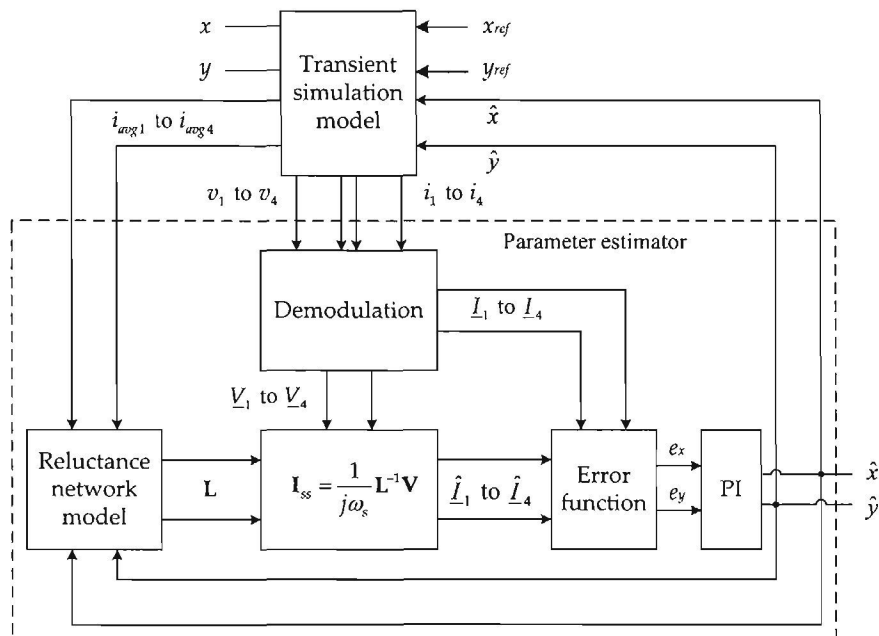 x
x_ref
y
Transient simulation model
y_ref
x̂
i_avg1 to i_avg4
ŷ
v_1 to v_4
i_1 to i_4
Parameter estimator
Demodulation
I_1 to I_4
V_1 to V_4
Reluctance network model
L
I_ss = 1/(jω_s) L⁻¹V
Î_1 to Î_4
Error function
e_x
e_y
PI
x̂
ŷ